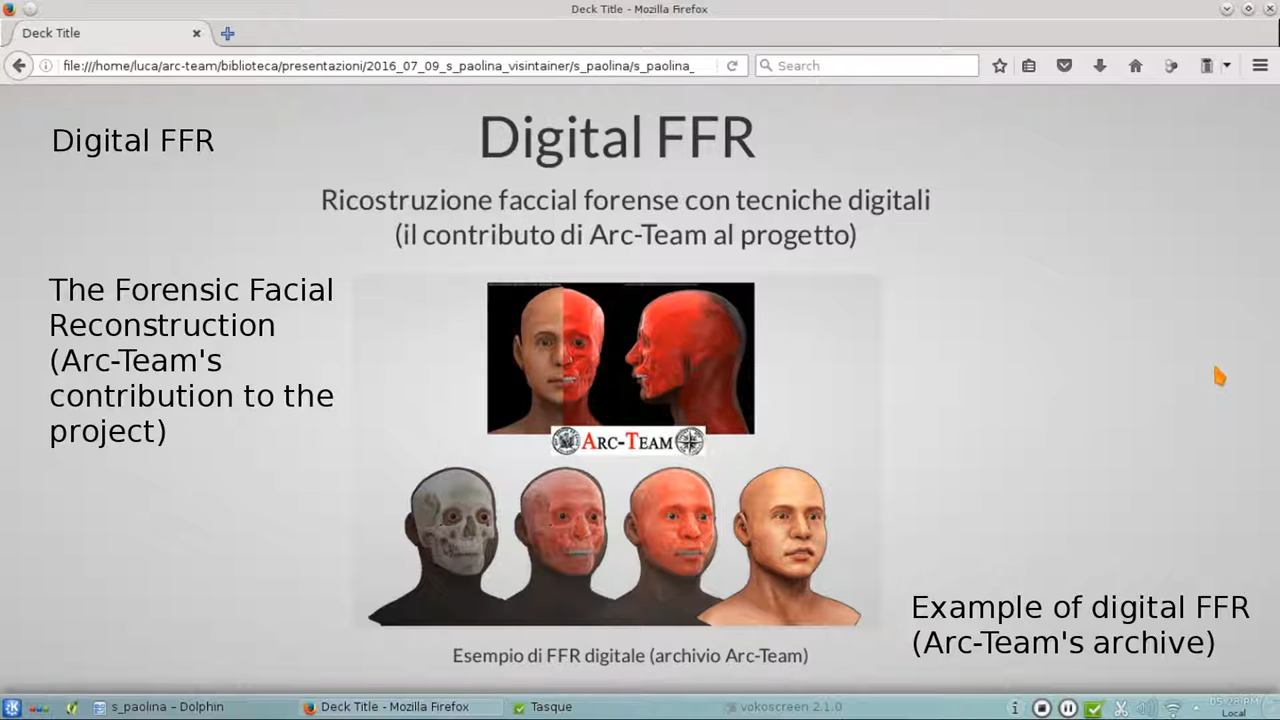 Deck Title - Mozilla Firefox
Deck Title
file:///home/luca/arc-team/biblioteca/presentazioni/2016_07_09_s_paolina_visintainer/s_paolina/s_paolina_
Search
Digital FFR
Digital FFR
Ricostruzione faccial forense con tecniche digitali
(il contributo di Arc-Team al progetto)
The Forensic Facial
Reconstruction
(Arc-Team's
contribution to the
project)
ARC-TEAM
Example of digital FFR
(Arc-Team's archive)
Esempio di FFR digitale (archivio Arc-Team)
s_paolina - Dolphin
Deck Title - Mozilla Firefox
Tasque
vokoscreen 2.1.0
05:28 PM
Local